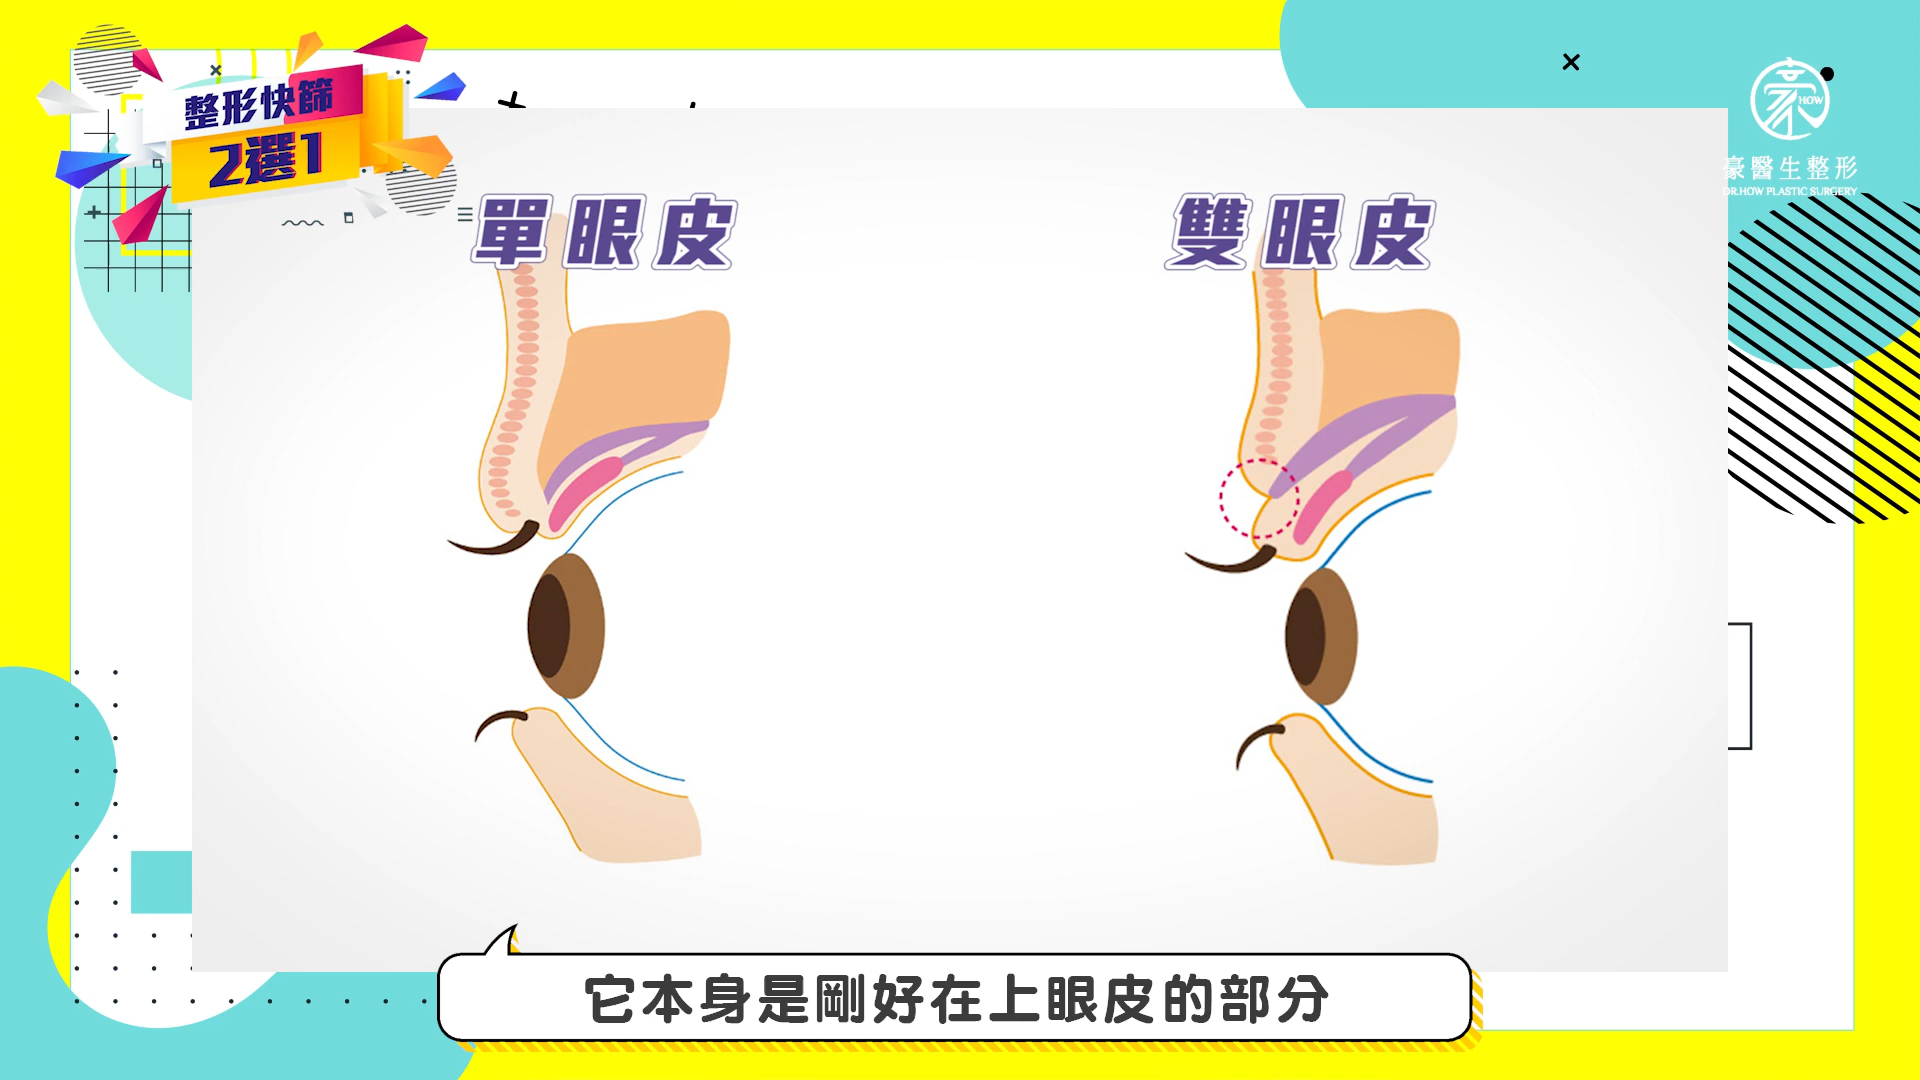 整形快篩
2選1
HOW
豪醫生整形
DR.HOW PLASTIC SURGERY
單眼皮
雙眼皮
它本身是剛好在上眼皮的部分